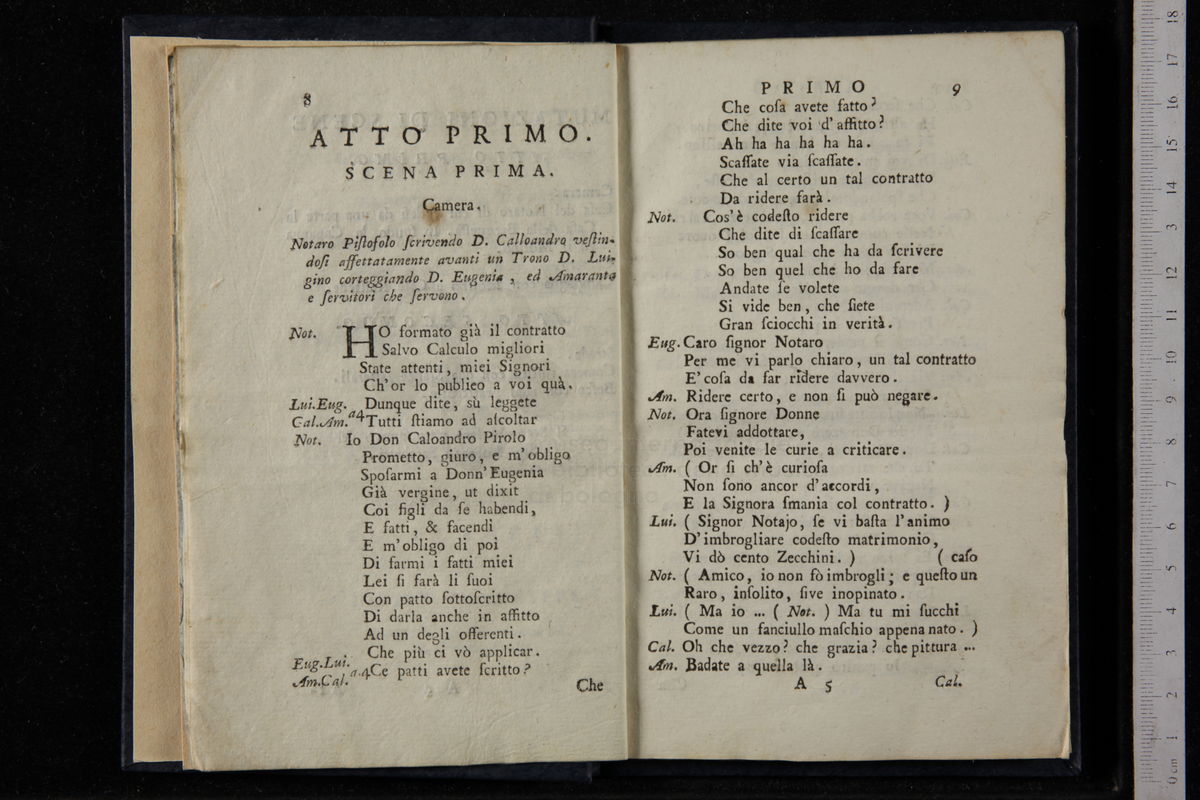 8
ATTO PRIMO.
SCENA PRIMA.
Camera.
Notaro Piſtofolo ſcrivendo D. Calloandro veſtin-
doſi affettatamente avanti un Trono D. Lui-
gino corteggiando D. Eugenia, ed Amaranta
e ſervitori che ſervono.
Not. HO formato già il contratto
Salvo Calculo migliori
State attenti, miei Signori
Ch'or lo publico a voi quà.
Lui.Eug. Dunque dite, sù leggete
Cal.Am. a4 Tutti ſtiamo ad aſcoltar
Not. Io Don Caloandro Pirolo
Prometto, giuro, e m'obligo
Spoſarmi a Donn'Eugenia
Già vergine, ut dixit
Coi figli da ſe habendi,
E fatti, & facendi
E m'obligo di poi
Di farmi i fatti miei
Lei ſi farà li ſuoi
Con patto ſottoſcritto
Di darla anche in affitto
Ad un degli offerenti.
Che più ci vò applicar.
Eug.Lui.
Am.Cal. a 4 Ce patti avete ſcritto?
Che
PRIMO 9
Che coſa avete fatto?
Che dite voi d'affitto?
Ah ha ha ha ha ha.
Scaſſate via ſcaſſate.
Che al certo un tal contratto
Da ridere farà.
Not. Cos'è codeſto ridere
Che dite di ſcaſſare
So ben qual che ha da ſcrivere
So ben quel che ho da fare
Andate ſe volete
Si vide ben, che ſiete
Gran ſciocchi in verità.
Eug. Caro ſignor Notaro
Per me vi parlo chiaro, un tal contratto
E' coſa da far ridere davvero.
Am. Ridere certo, e non ſi può negare.
Not. Ora ſignore Donne
Fatevi addottare,
Poi venite le curie a criticare.
Am. ( Or ſi ch'è curioſa
Non ſono ancor d'accordi,
E la Signora ſmania col contratto. )
Lui. ( Signor Notajo, ſe vi baſta l'animo
D'imbrogliare codeſto matrimonio,
Vi dò cento Zecchini. ) ( caſo
Not. ( Amico, io non fò imbrogli; e queſto un
Raro, inſolito, ſive inopinato.
Lui. ( Ma io ... ( Not. ) Ma tu mi ſucchi
Come un fanciullo maſchio appena nato. )
Cal. Oh che vezzo? che grazia? che pittura ...
Am. Badate a quella là.
A 5 Cal.